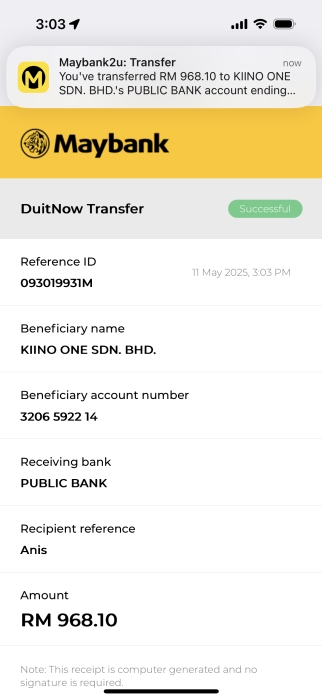 3:03
Maybank2u: Transfer
now
You've transferred RM 968.10 to KIINO ONE
SDN. BHD.'s PUBLIC BANK account ending...
Maybank
DuitNow Transfer
Successful
Reference ID
11 May 2025, 3:03 PM
093019931M
Beneficiary name
KIINO ONE SDN. BHD.
Beneficiary account number
3206 5922 14
Receiving bank
PUBLIC BANK
Recipient reference
Anis
Amount
RM 968.10
Note: This receipt is computer generated and no
signature is required.